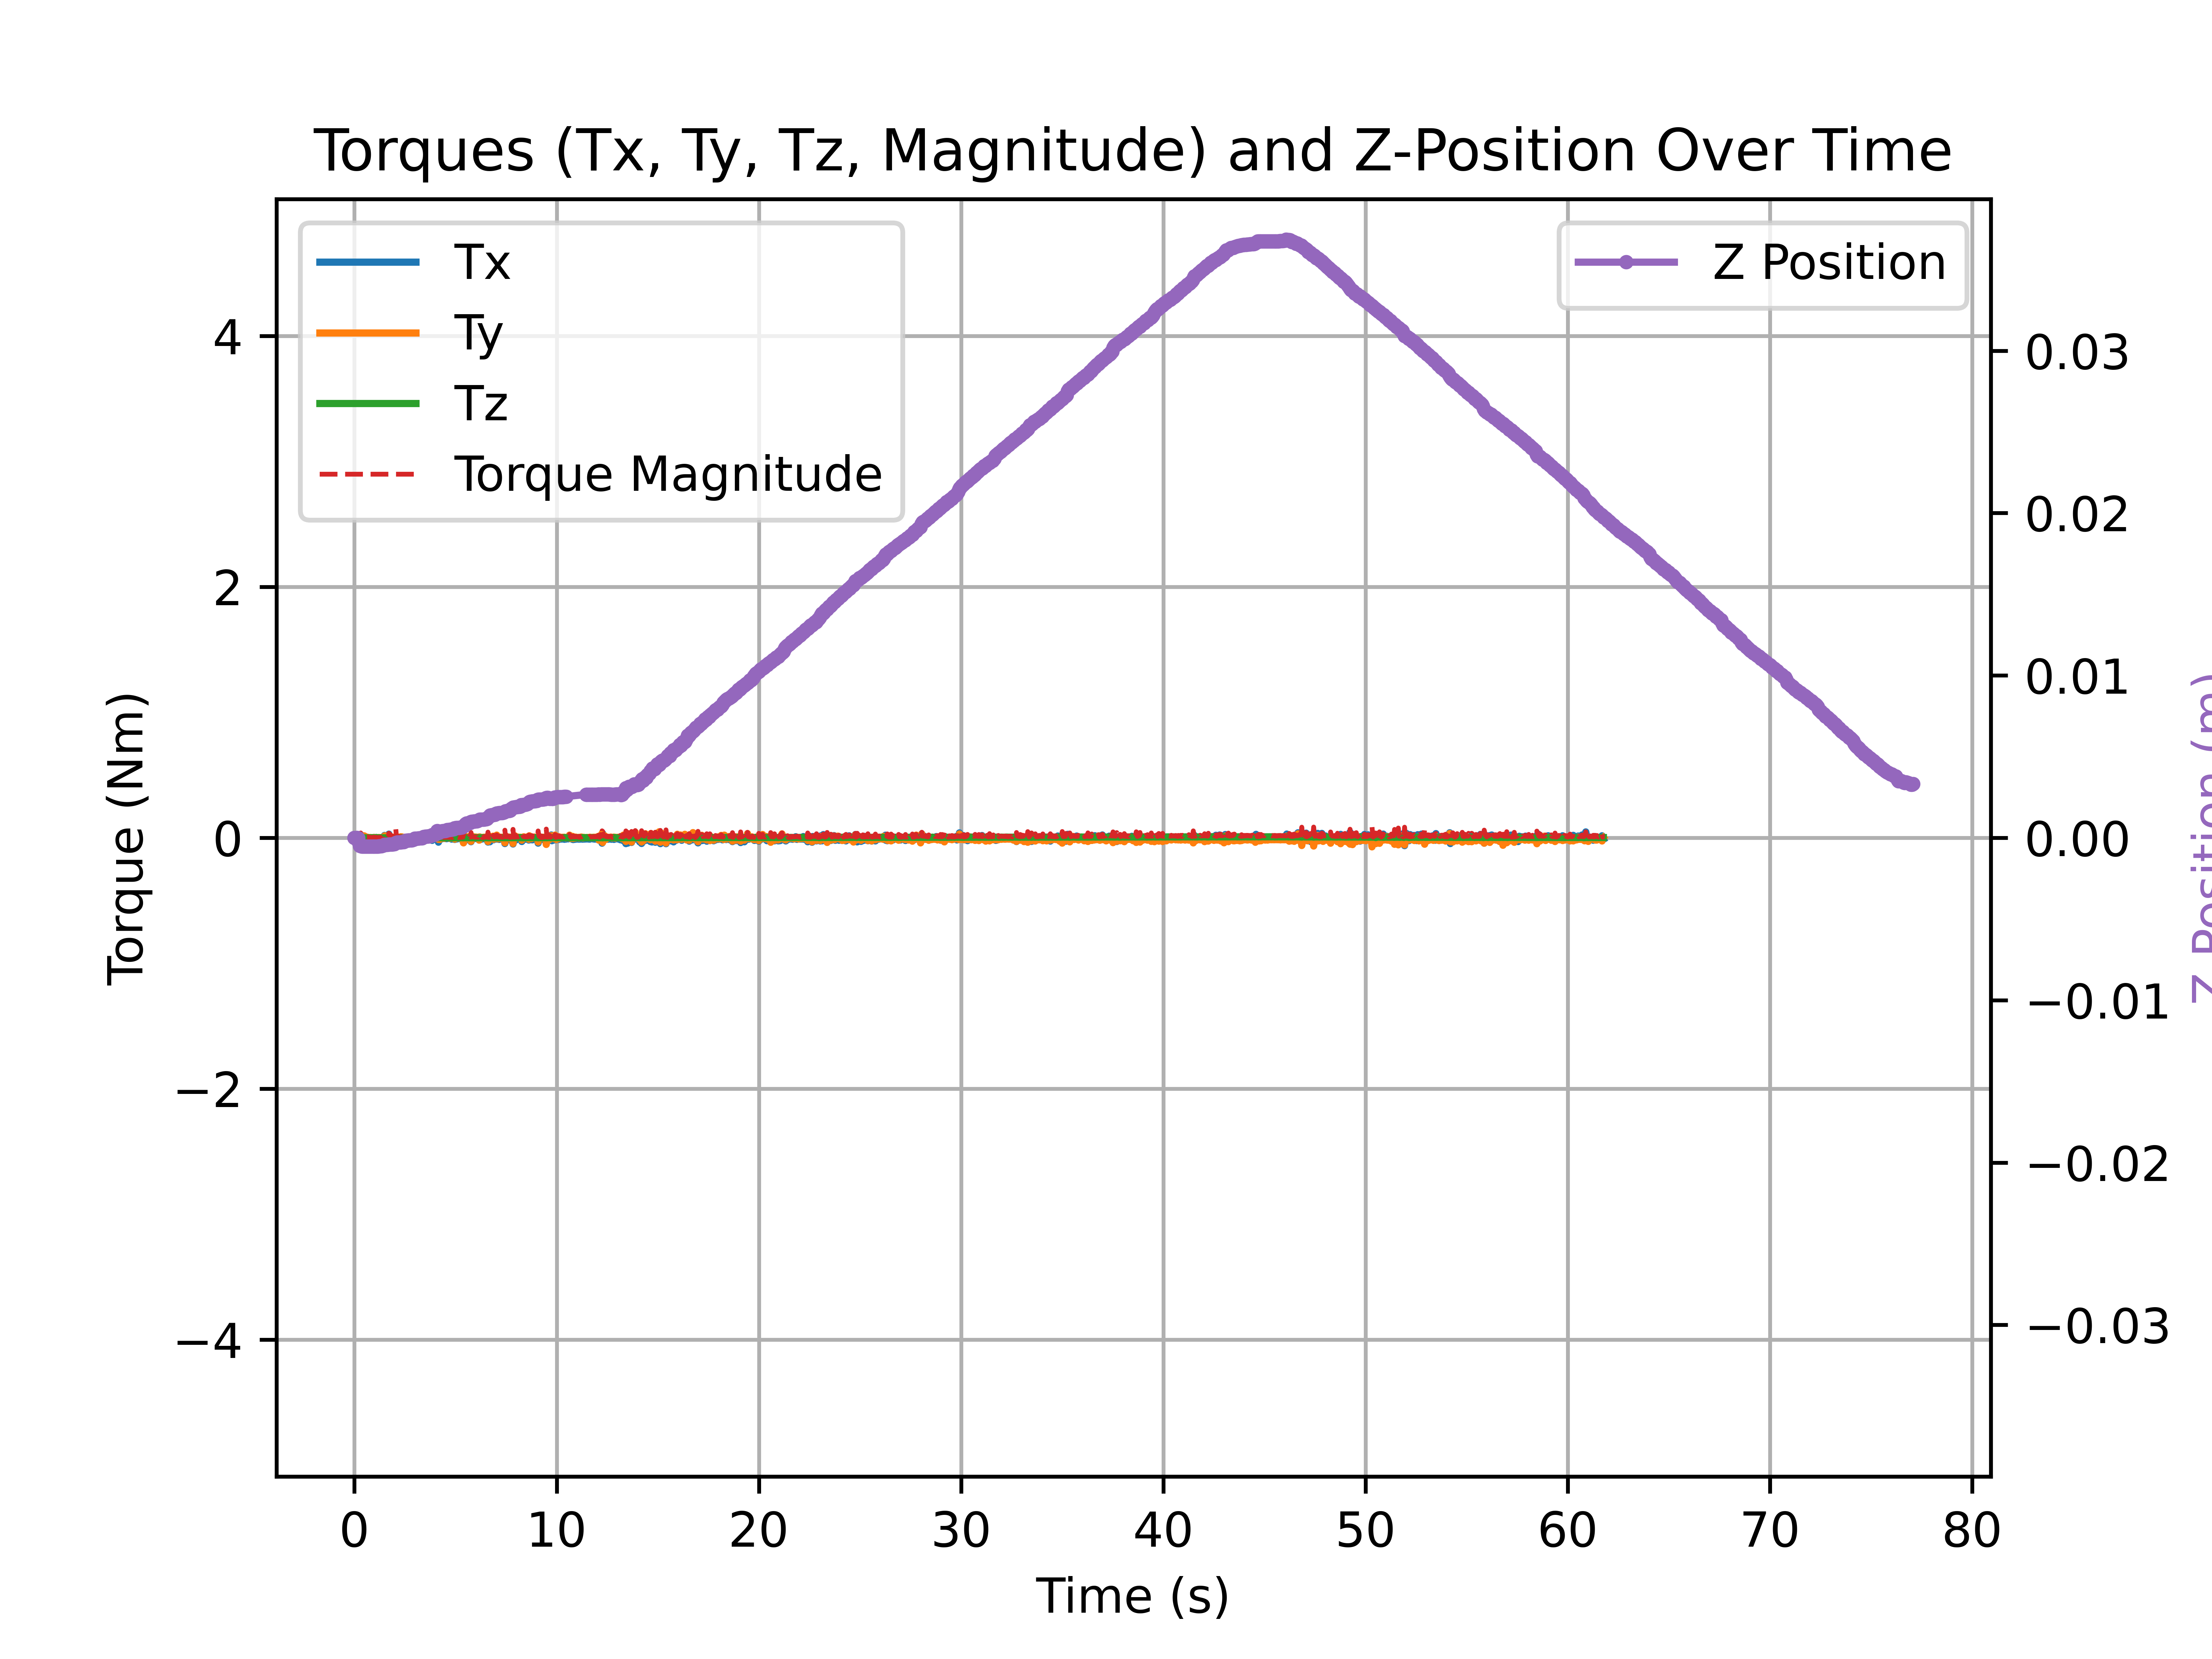 Torques (Tx, Ty, Tz, Magnitude) and Z-Position Over Time
Tx
Ty
Tz
Torque Magnitude
Z Position
4
2
0
−2
−4
Torque (Nm)
0.03
0.02
0.01
0.00
−0.01
−0.02
−0.03
Z Position (m)
0 10 20 30 40 50 60 70 80
Time (s)